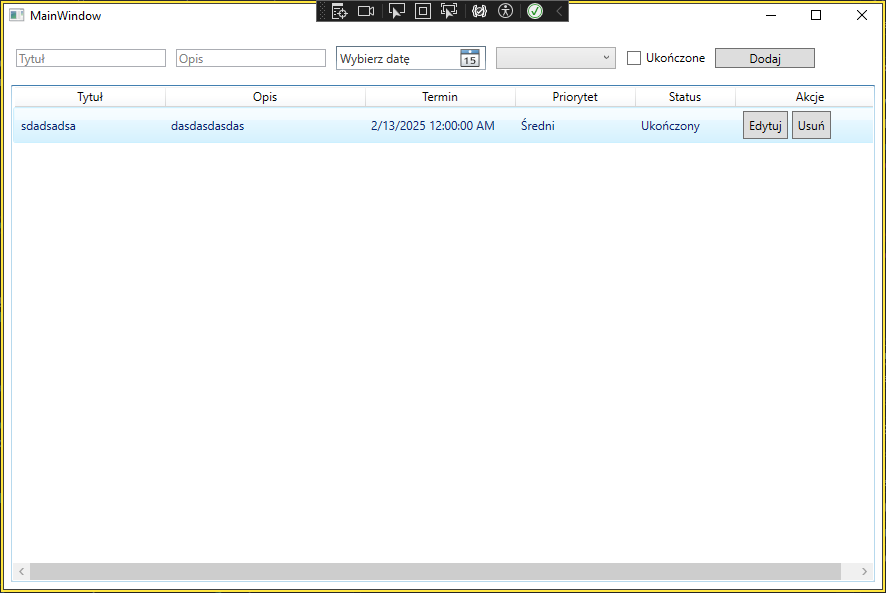 MainWindow
Tytuł Opis Wybierz datę 15 Ukończone Dodaj
Tytuł Opis Termin Priorytet Status Akcje
sdadsadsa dasdasdasdas 2/13/2025 12:00:00 AM Średni Ukończony Edytuj Usuń